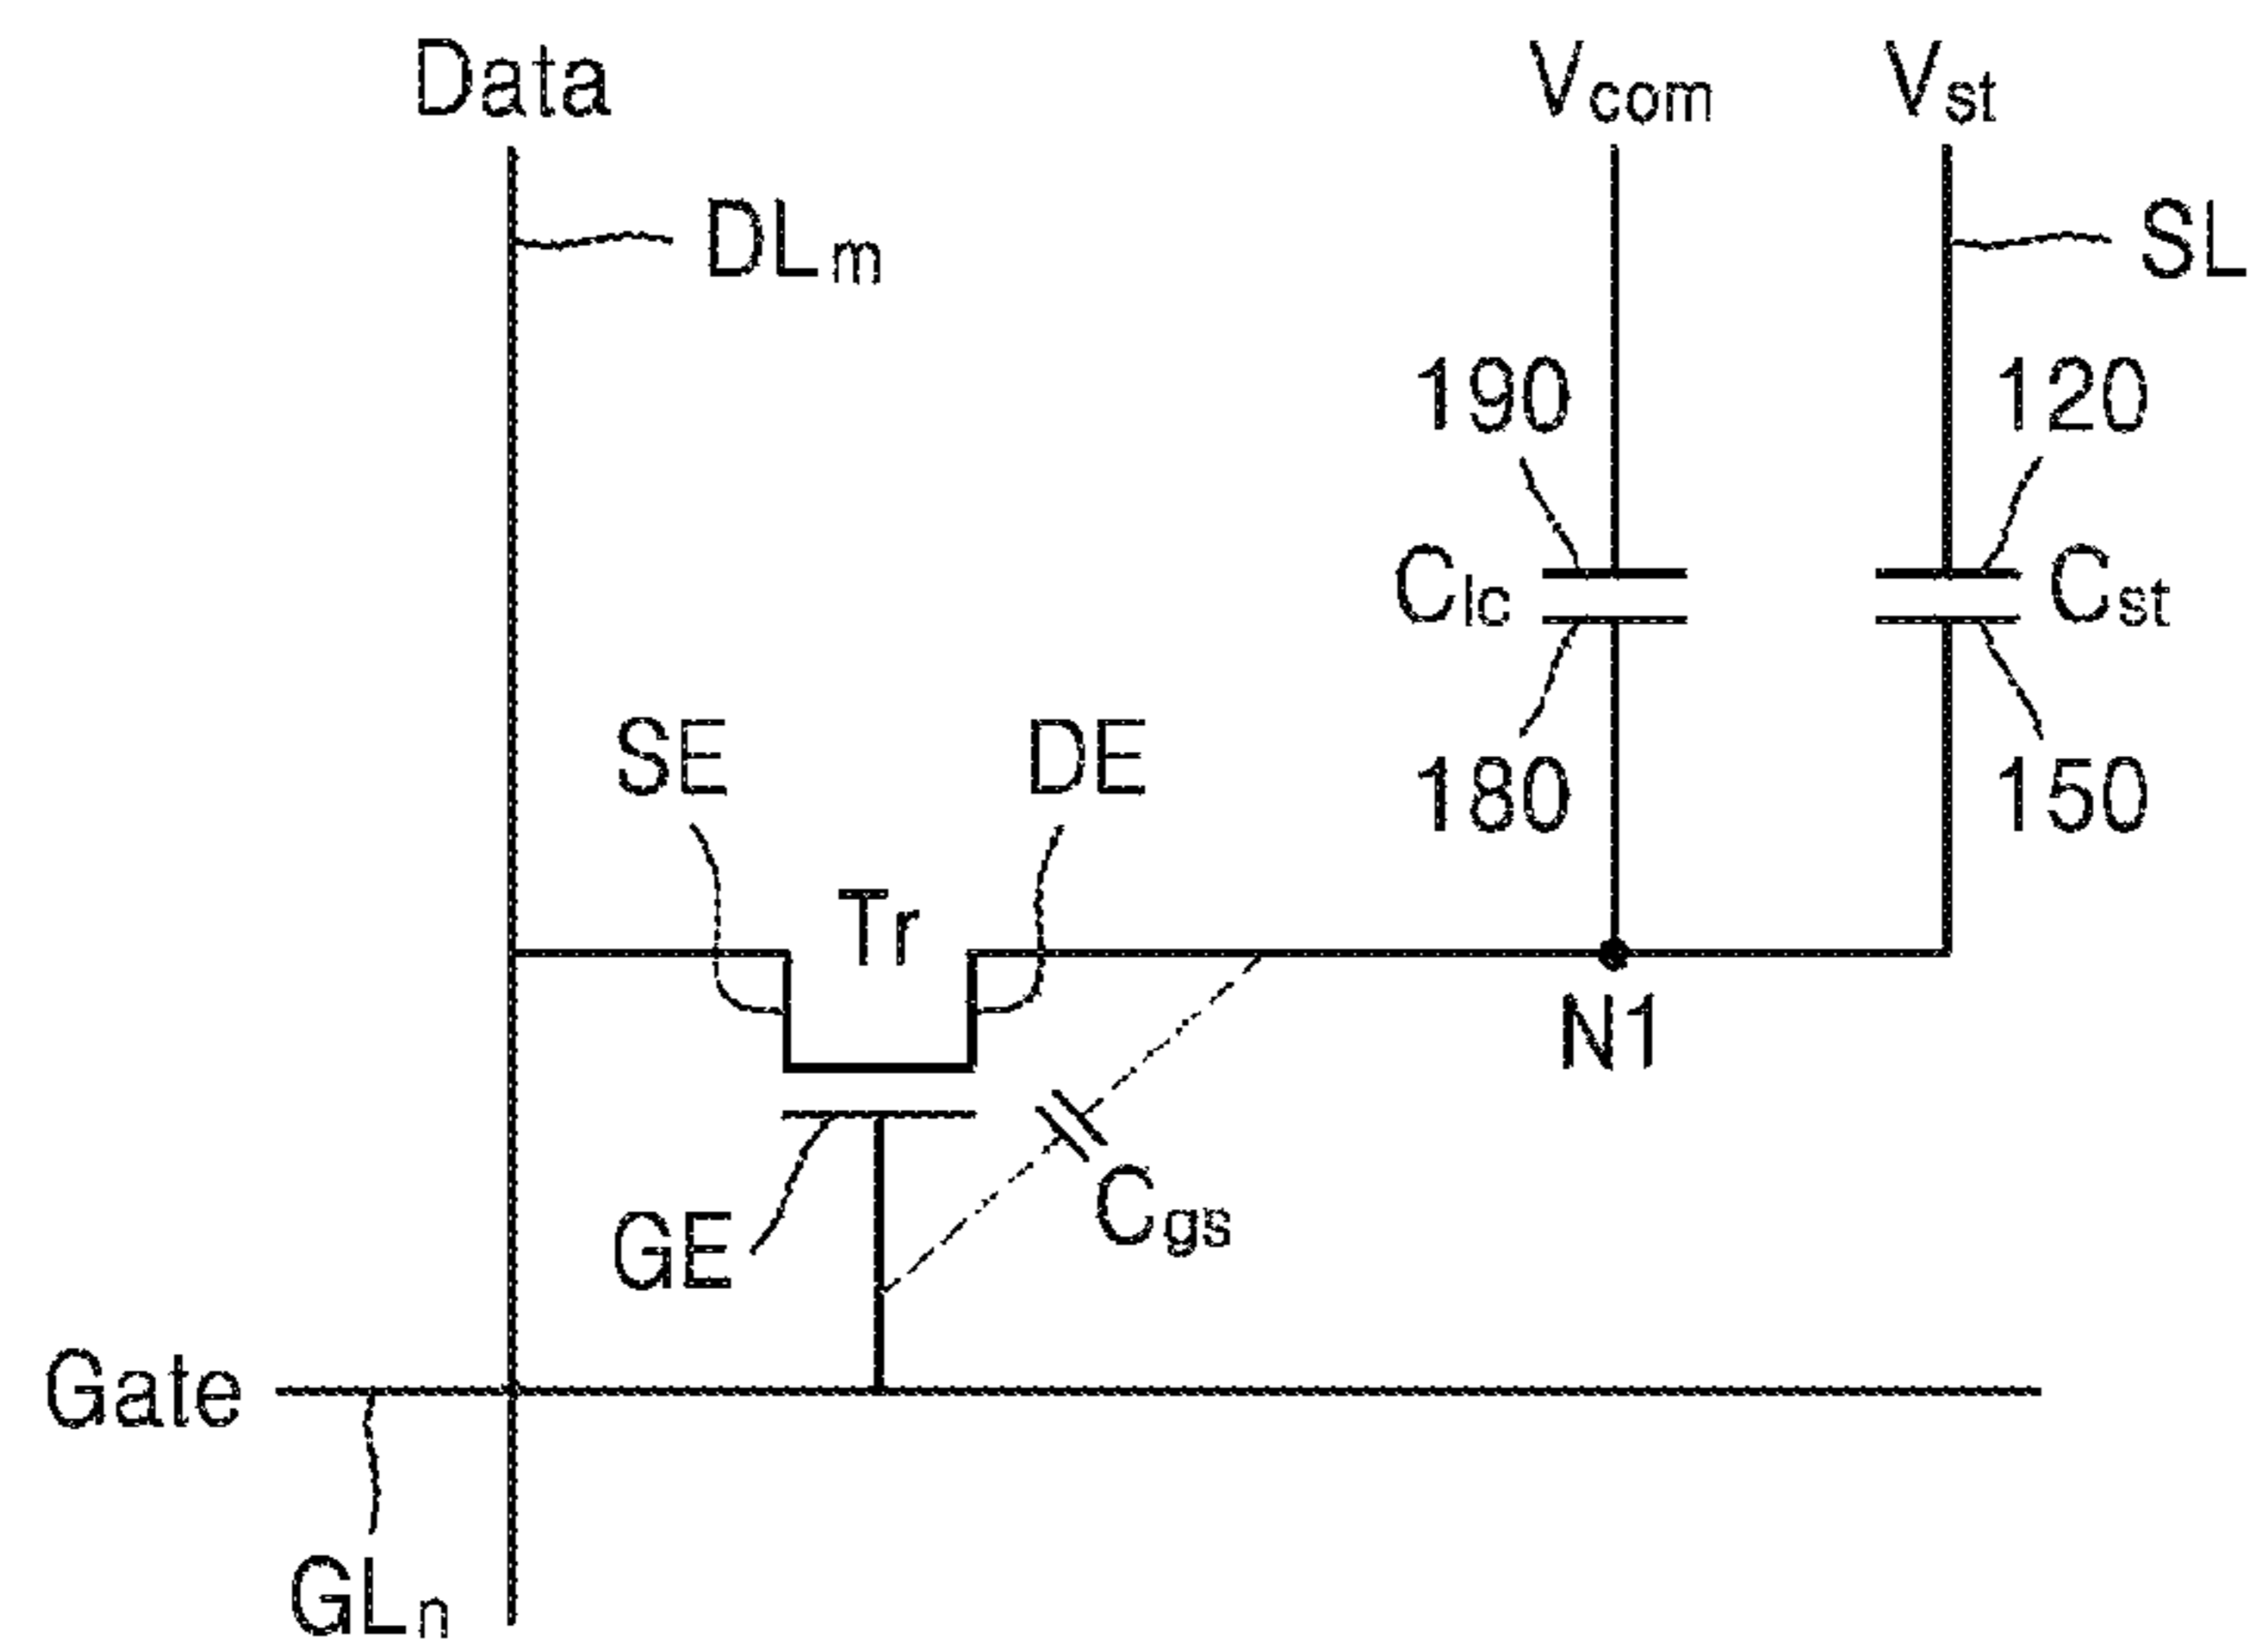 Data
Vcom
Vst
DLm
SL
190
120
Clc
Cst
SE
DE
180
150
Tr
N1
Cgs
GE
Gate
GLn